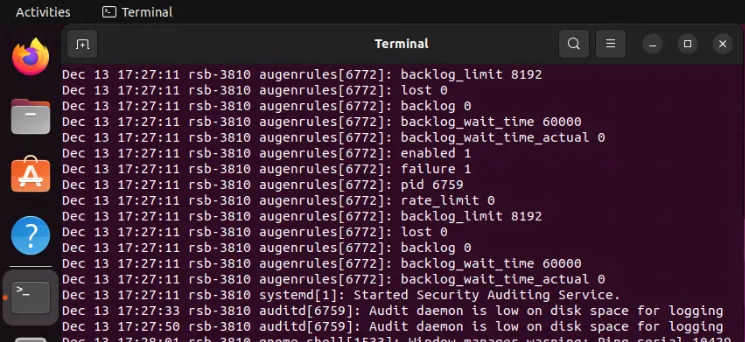 Activities Terminal
Terminal
Dec 13 17:27:11 rsb-3810 augenrules[6772]: backlog_limit 8192
Dec 13 17:27:11 rsb-3810 augenrules[6772]: lost 0
Dec 13 17:27:11 rsb-3810 augenrules[6772]: backlog 0
Dec 13 17:27:11 rsb-3810 augenrules[6772]: backlog_wait_time 60000
Dec 13 17:27:11 rsb-3810 augenrules[6772]: backlog_wait_time_actual 0
Dec 13 17:27:11 rsb-3810 augenrules[6772]: enabled 1
Dec 13 17:27:11 rsb-3810 augenrules[6772]: failure 1
Dec 13 17:27:11 rsb-3810 augenrules[6772]: pid 6759
Dec 13 17:27:11 rsb-3810 augenrules[6772]: rate_limit 0
Dec 13 17:27:11 rsb-3810 augenrules[6772]: backlog_limit 8192
Dec 13 17:27:11 rsb-3810 augenrules[6772]: lost 0
Dec 13 17:27:11 rsb-3810 augenrules[6772]: backlog 0
Dec 13 17:27:11 rsb-3810 augenrules[6772]: backlog_wait_time 60000
Dec 13 17:27:11 rsb-3810 augenrules[6772]: backlog_wait_time_actual 0
Dec 13 17:27:11 rsb-3810 systemd[1]: Started Security Auditing Service.
Dec 13 17:27:33 rsb-3810 auditd[6759]: Audit daemon is low on disk space for logging
Dec 13 17:27:50 rsb-3810 auditd[6759]: Audit daemon is low on disk space for logging
Dec 13 17:28:01 rsb-3810 gnome-shell[1533]: Window manager warning: Ping serial 10429